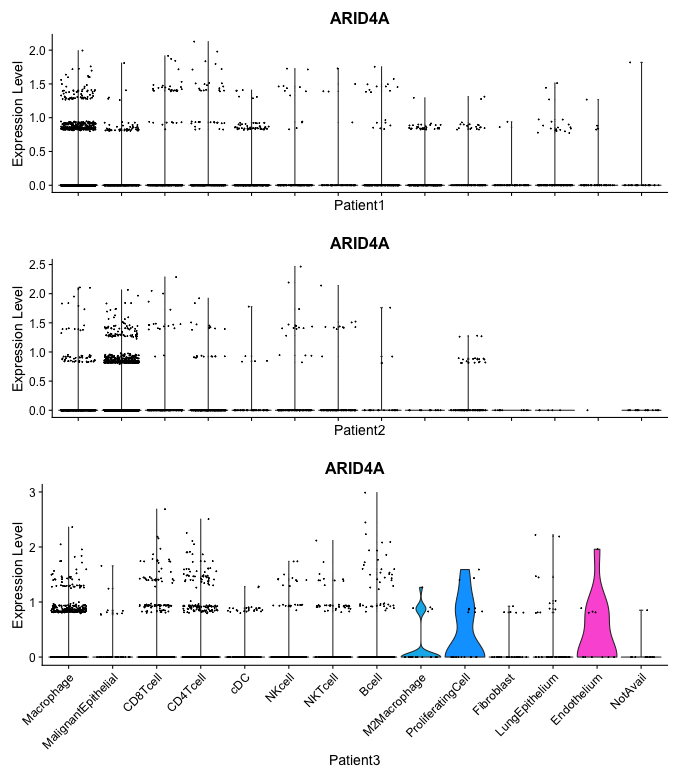 ARID4A
Expression Level
2.0
1.5
1.0
0.5
0.0
Patient1
ARID4A
Expression Level
2.5
2.0
1.5
1.0
0.5
0.0
Patient2
ARID4A
Expression Level
3
2
1
0
Macrophage
MalignantEpithelial
CD8Tcell
CD4Tcell
cDC
NKcell
NKTcell
Bcell
M2Macrophage
ProliferatingCell
Fibroblast
LungEpithelium
Endothelium
NotAvail
Patient3